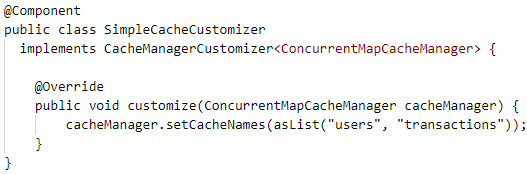 @Component
public class SimpleCacheCustomizer
  implements CacheManagerCustomizer<ConcurrentMapCacheManager> {

    @Override
    public void customize(ConcurrentMapCacheManager cacheManager) {
        cacheManager.setCacheNames(asList("users", "transactions"));
    }
}